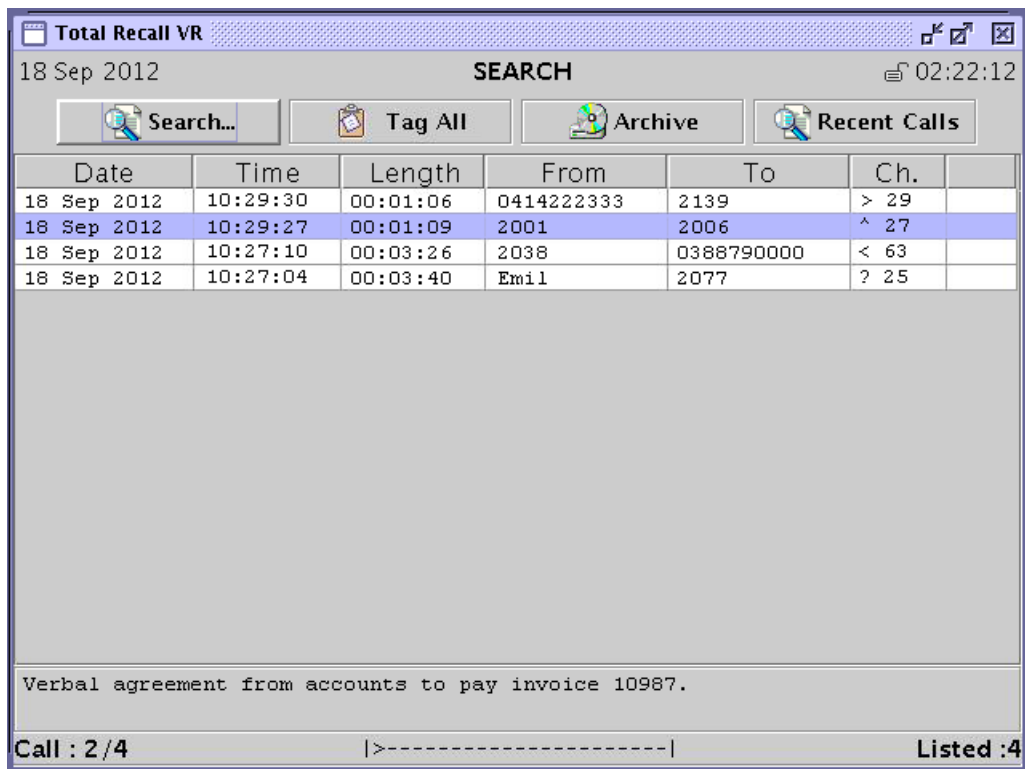 Total Recall VR
18 Sep 2012 SEARCH 02:22:12
Search... Tag All Archive Recent Calls
Date Time Length From To Ch.
18 Sep 2012 10:29:30 00:01:06 0414222333 2139 > 29
18 Sep 2012 10:29:27 00:01:09 2001 2006 ^ 27
18 Sep 2012 10:27:10 00:03:26 2038 0388790000 < 63
18 Sep 2012 10:27:04 00:03:40 Emil 2077 ? 25
Verbal agreement from accounts to pay invoice 10987.
Call : 2/4 |>----------------------| Listed :4